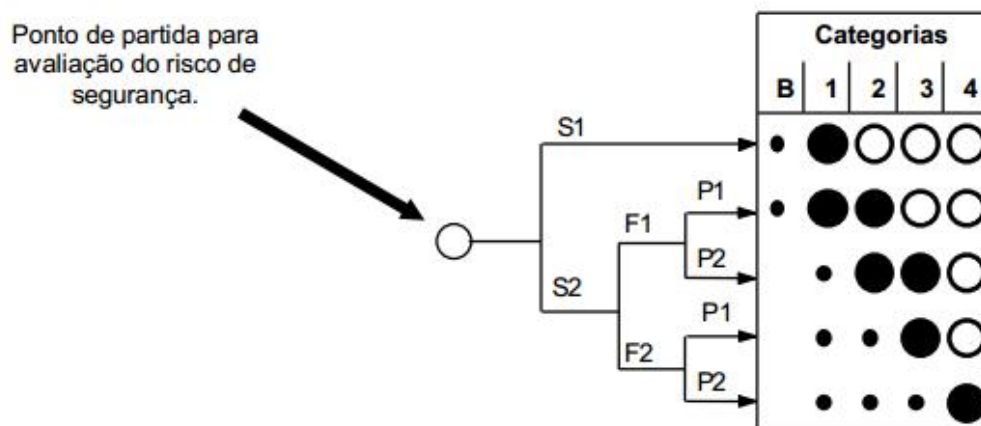 Ponto de partida para
avaliação do risco de
segurança.
Categorias
B 1 2 3 4
S1
P1
F1
P2
S2
P1
F2
P2